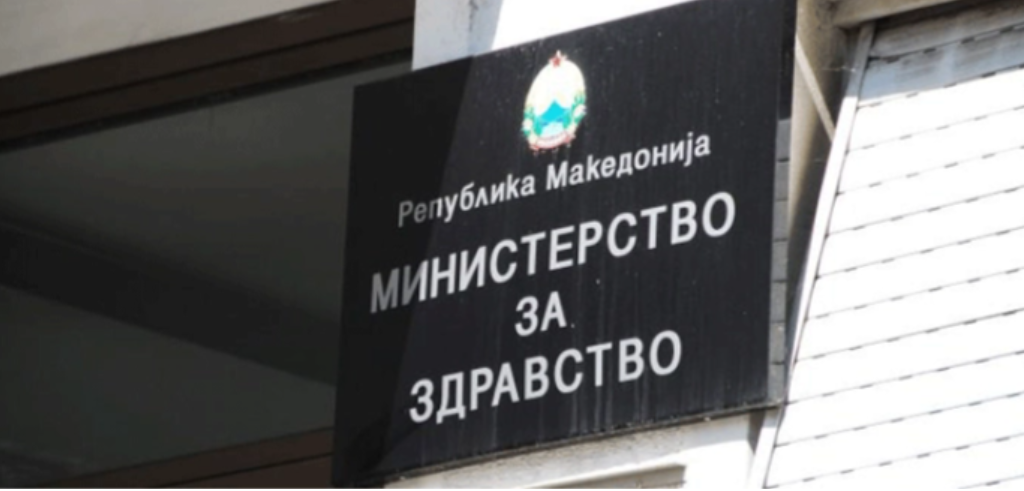 Република Македонија
МИНИСТЕРСТВО
ЗА
ЗДРАВСТВО